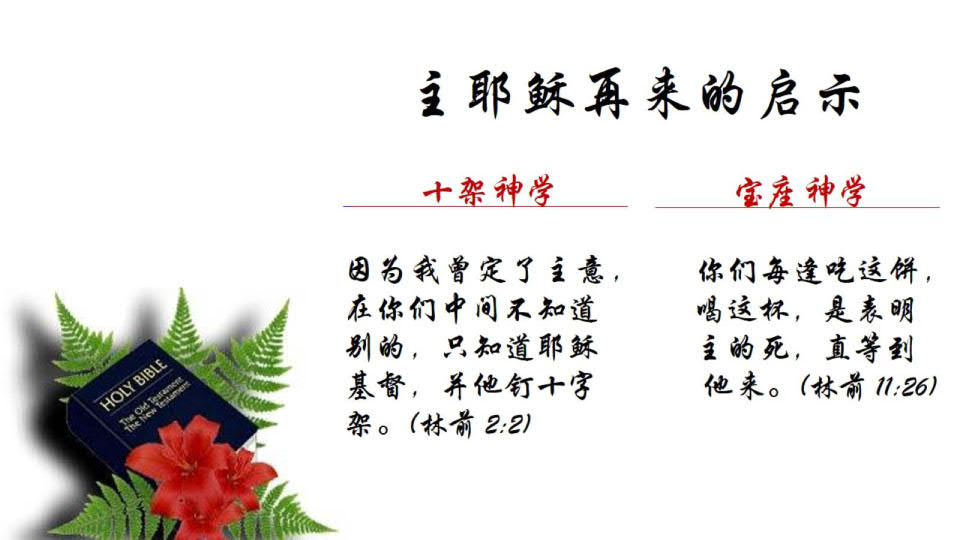 主耶稣再来的启示
十架神学
因为我曾定了主意，
在你们中间不知道
别的，只知道耶稣
基督，并他钉十字
架。(林前 2:2)
宝座神学
你们每逢吃这饼，
喝这杯，是表明
主的死，直等到
他来。(林前 11:26)
HOLY BIBLE
The Old Testament
The New Testament